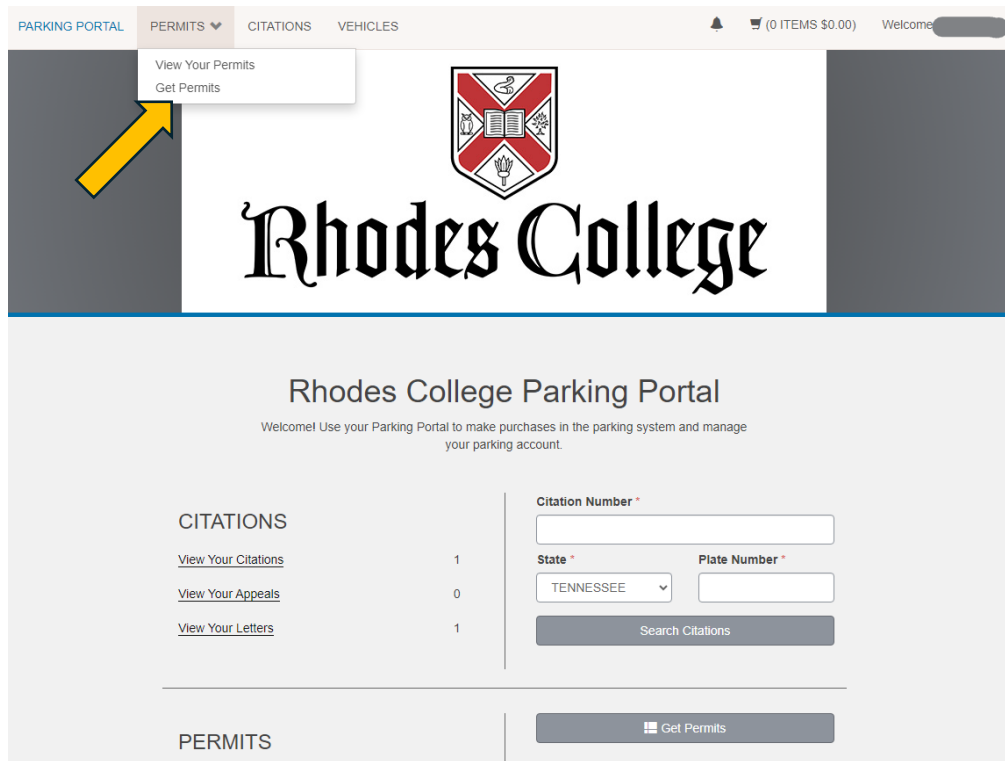 PARKING PORTAL PERMITS CITATIONS VEHICLES (0 ITEMS $0.00) Welcome
View Your Permits
Get Permits
Rhodes College
Rhodes College Parking Portal
Welcome! Use your Parking Portal to make purchases in the parking system and manage
your parking account.
CITATIONS
View Your Citations 1
View Your Appeals 0
View Your Letters 1
Citation Number *
State * Plate Number *
TENNESSEE
Search Citations
PERMITS
Get Permits